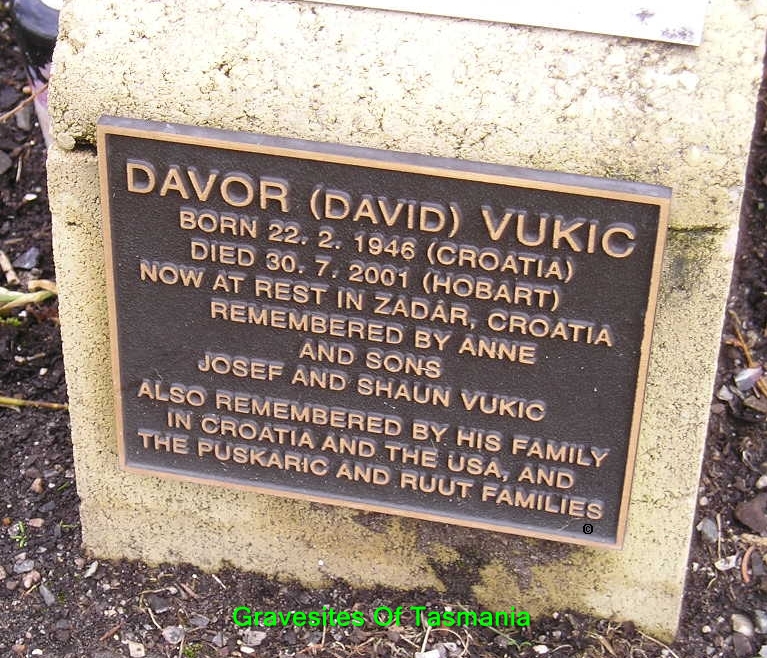 DAVOR (DAVID) VUKIC
BORN 22. 2. 1946 (CROATIA)
DIED 30. 7. 2001 (HOBART)
NOW AT REST IN ZADAR, CROATIA
REMEMBERED BY ANNE
AND SONS
JOSEF AND SHAUN VUKIC
ALSO REMEMBERED BY HIS FAMILY
IN CROATIA AND THE USA, AND
THE PUSKARIC AND RUUT FAMILIES
Gravesites Of Tasmania